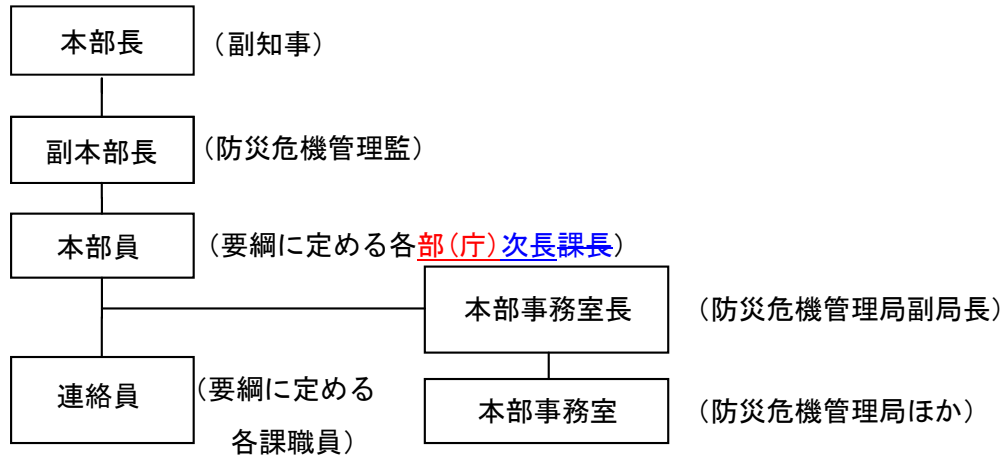 本部長 （副知事）
副本部長 （防災危機管理監）
本部員 （要綱に定める各部（庁）次長課長）
本部事務室長 （防災危機管理局副局長）
連絡員 （要綱に定める
各課職員）
本部事務室 （防災危機管理局ほか）